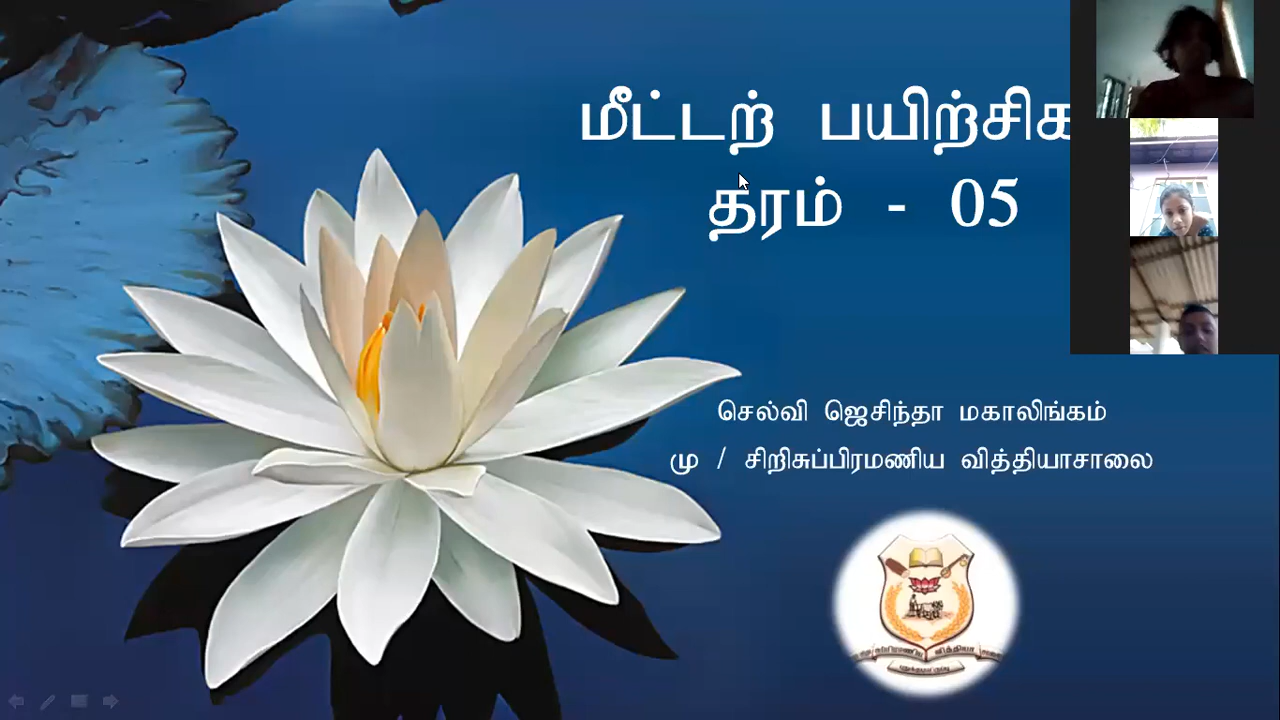 மீட்டற் பயிற்சிக
தரம் - 05
செல்வி ஜெசிந்தா மகாலிங்கம்
மு / சிறிசுப்பிரமணிய வித்தியாசாலை